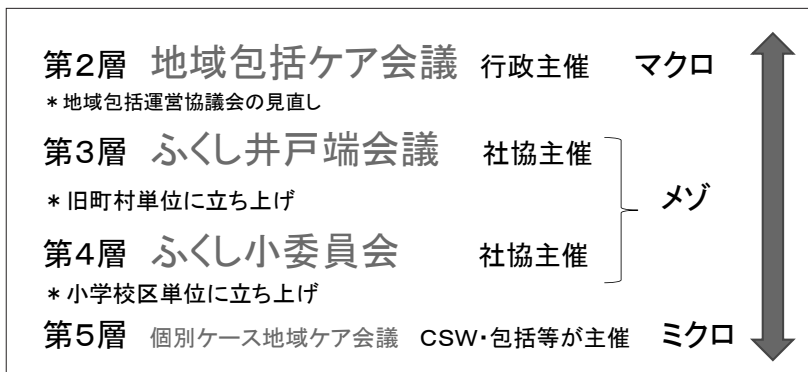 第2層 地域包括ケア会議 行政主催 マクロ
*地域包括運営協議会の見直し
第3層 ふくし井戸端会議 社協主催
*旧町村単位に立ち上げ
メゾ
第4層 ふくし小委員会 社協主催
*小学校区単位に立ち上げ
第5層 個別ケース地域ケア会議 CSW・包括等が主催 ミクロ